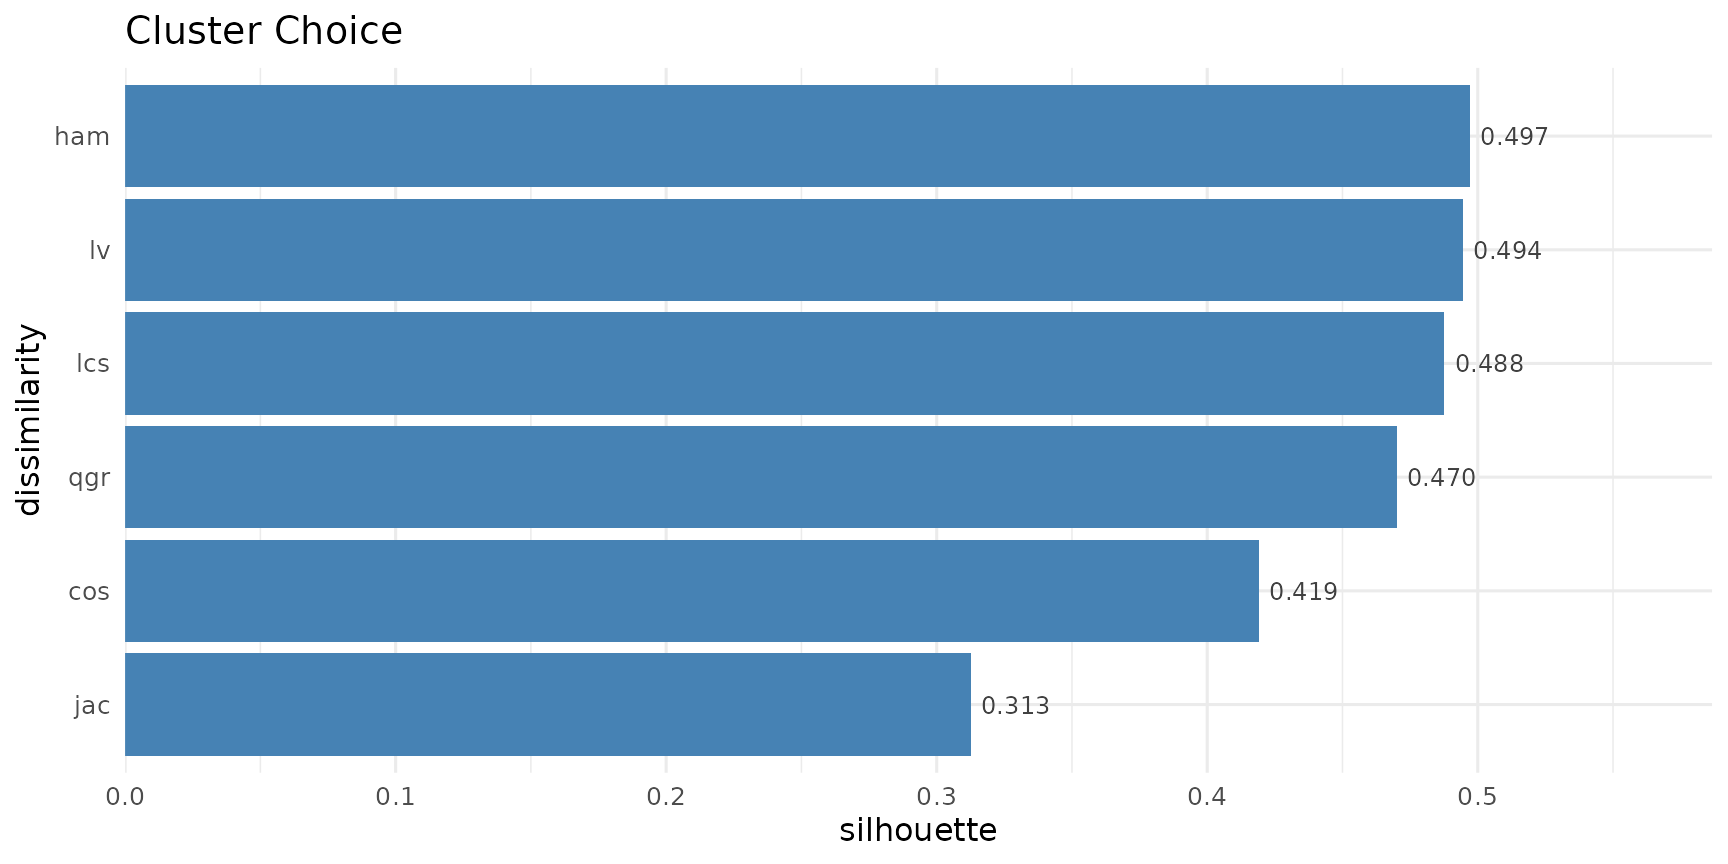 Cluster Choice
dissimilarity
ham 0.497
lv 0.494
lcs 0.488
qgr 0.470
cos 0.419
jac 0.313
0.0 0.1 0.2 0.3 0.4 0.5
silhouette